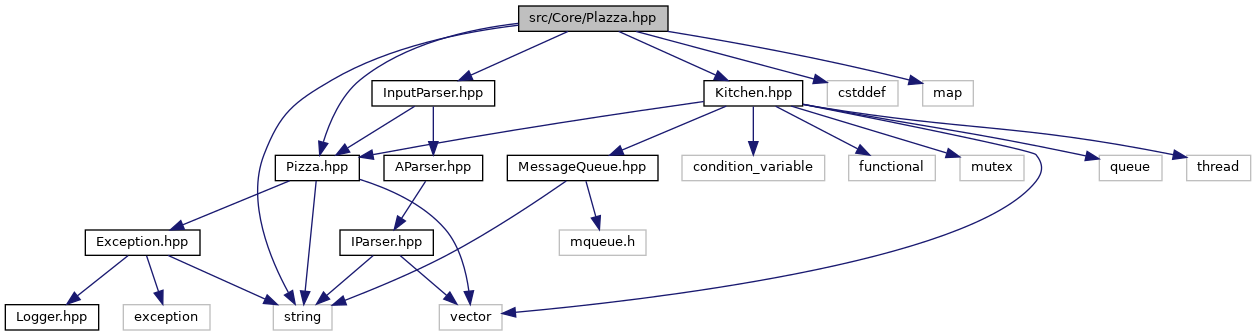 src/Core/Plazza.hpp
InputParser.hpp
Kitchen.hpp
cstddef
map
Pizza.hpp
AParser.hpp
MessageQueue.hpp
condition_variable
functional
mutex
queue
thread
Exception.hpp
IParser.hpp
mqueue.h
Logger.hpp
exception
string
vector